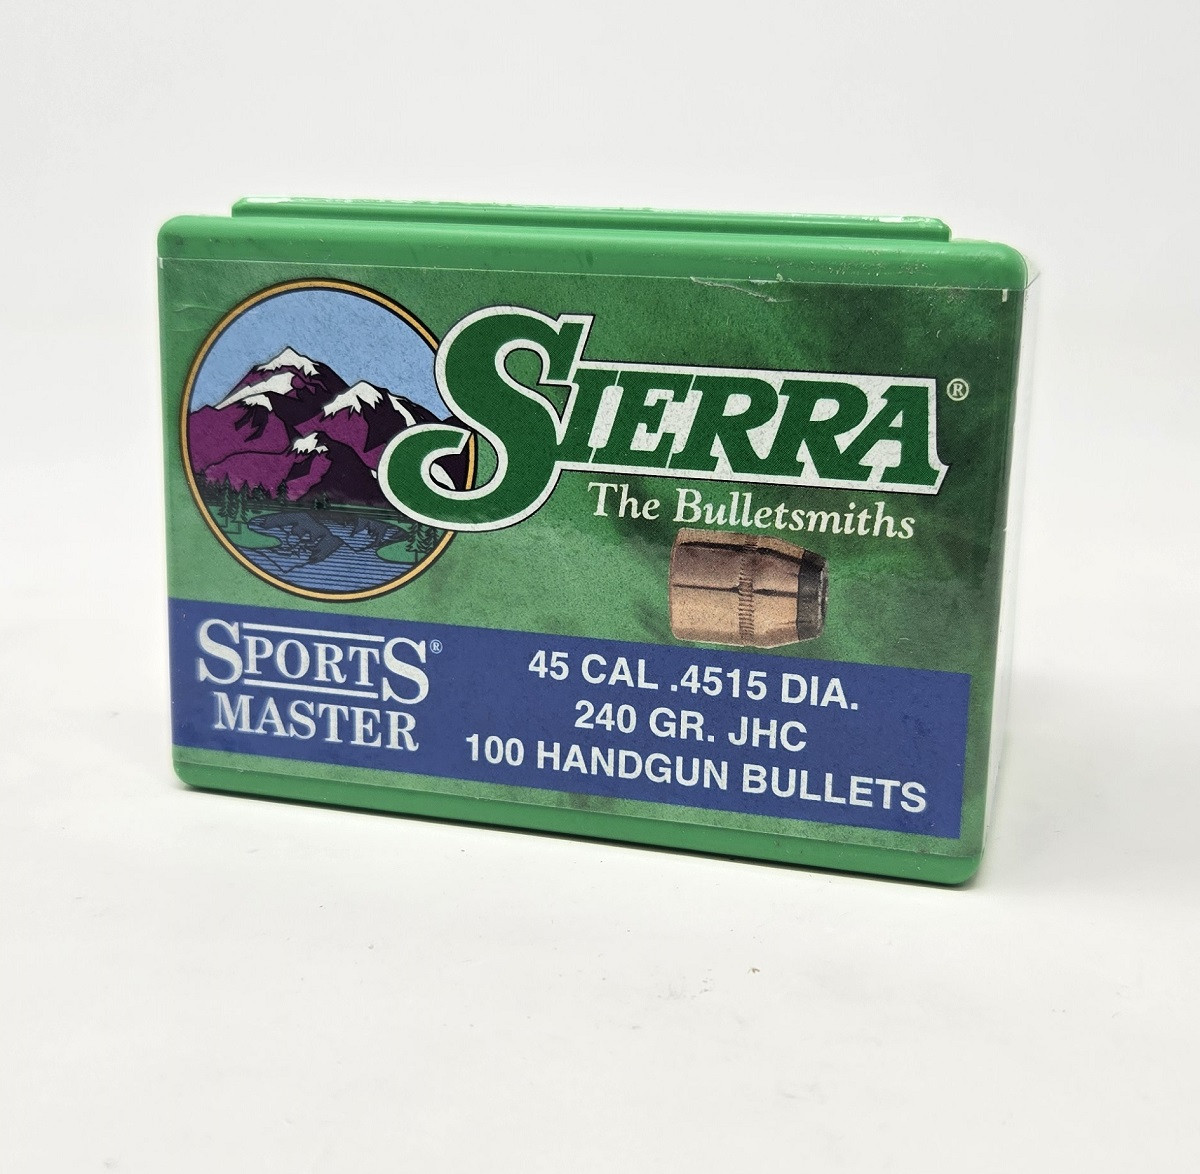 SIERRA®
The Bulletsmiths
SPORTS®
MASTER
45 CAL .4515 DIA.
240 GR. JHC
100 HANDGUN BULLETS